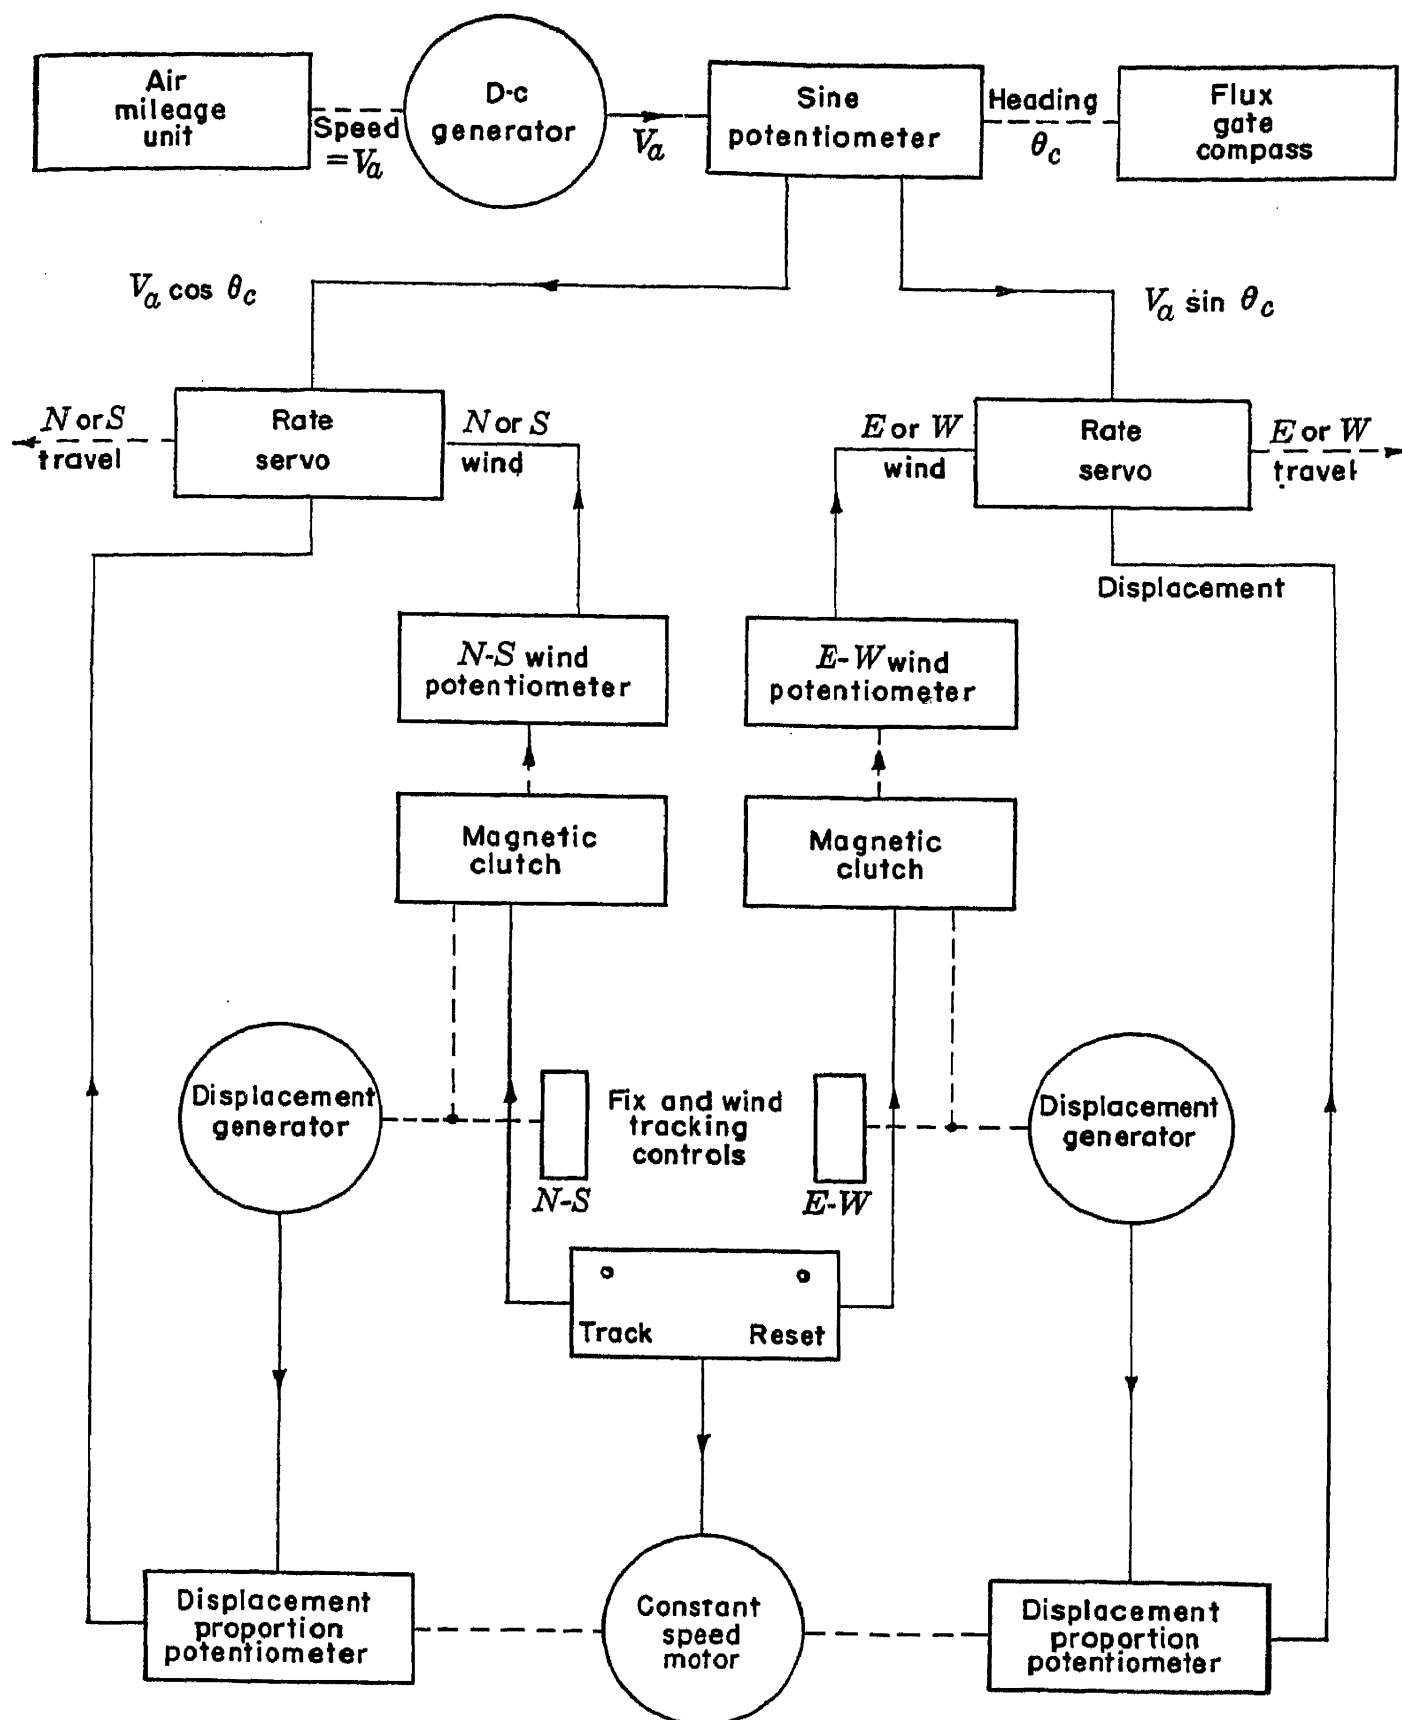 Air
mileage
unit
Speed
=Va
D-c
generator
Va
Sine
potentiometer
Heading
θc
Flux
gate
compass
Va cos θc
Va sin θc
N or S
travel
Rate
servo
N or S
wind
E or W
wind
Rate
servo
E or W
travel
Displacement
N-S wind
potentiometer
E-W wind
potentiometer
Magnetic
clutch
Magnetic
clutch
Displacement
generator
Fix and wind
tracking
controls
N-S
E-W
Displacement
generator
Track
Reset
Displacement
proportion
potentiometer
Constant
speed
motor
Displacement
proportion
potentiometer